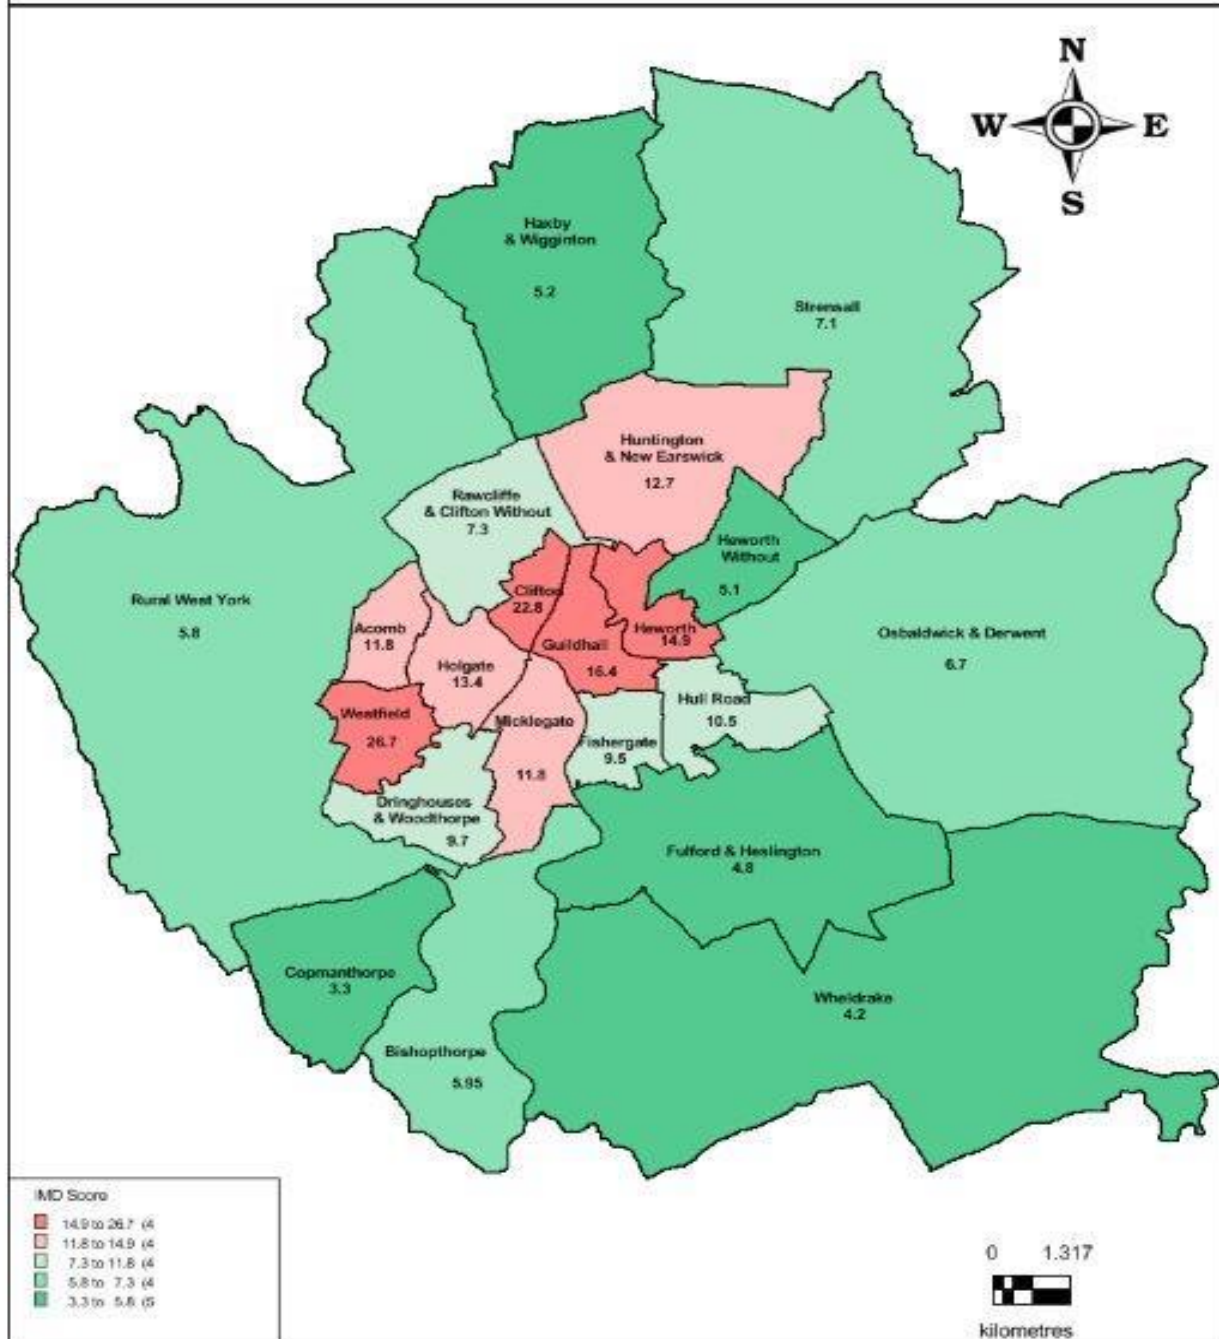 N
W E
S
Haxby
& Wigginton
5.2
Strensall
7.1
Huntington
& New Earswick
12.7
Rawcliffe
& Clifton Without
7.3
Heworth
Without
5.1
Clifton
22.8
Rural West York
5.8
Acomb
11.8
Guildhall
16.4
Heworth
14.9
Osbaldwick & Derwent
6.7
Holgate
13.4
Hull Road
10.5
Westfield
26.7
Micklegate
11.8
Fishergate
9.5
Dringhouses
& Woodthorpe
9.7
Fulford & Heslington
4.8
Copmanthorpe
3.3
Wheldrake
4.2
Bishopthorpe
5.95
IMD Score
14.9 to 26.7 (4
11.8 to 14.9 (4
7.3 to 11.8 (4
5.8 to 7.3 (4
3.3 to 5.8 (5
0 1.317
kilometres